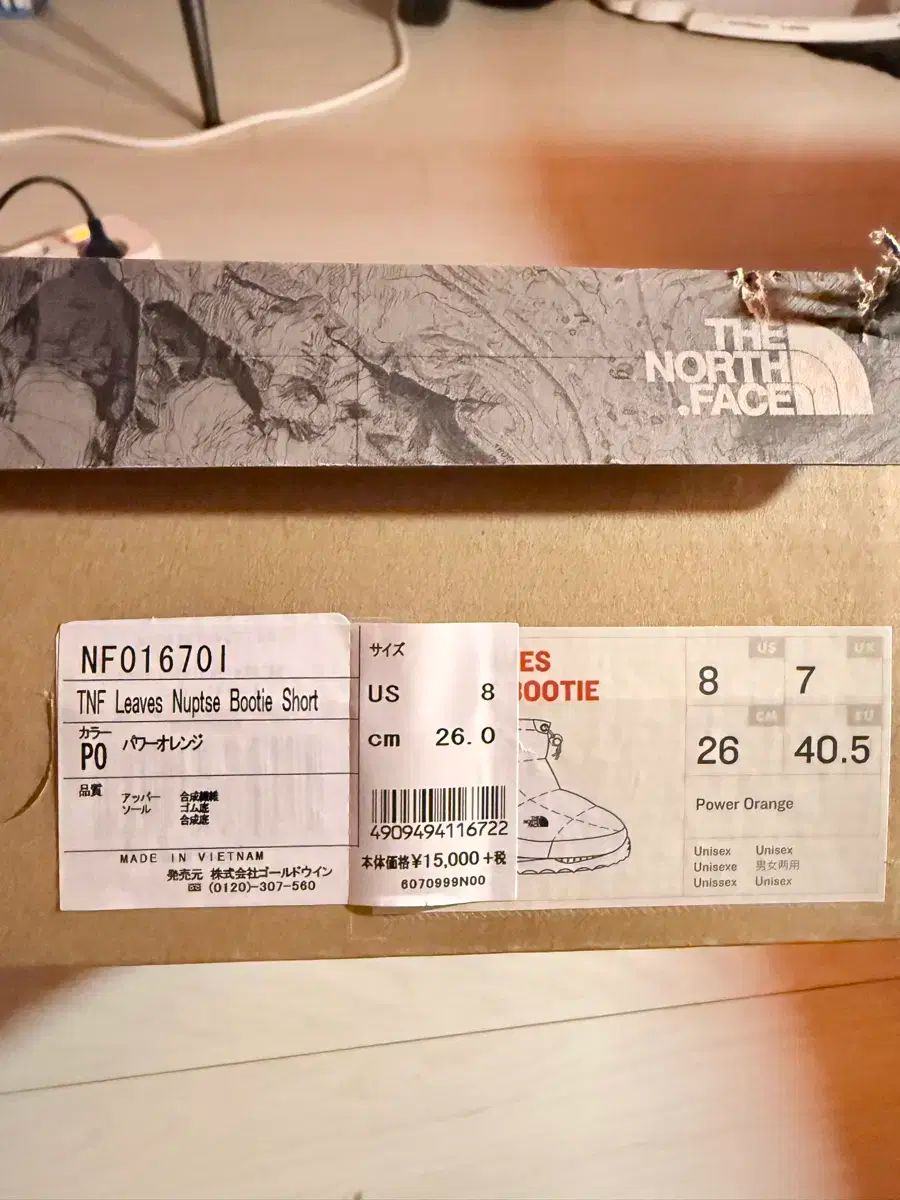 THE
NORTH
FACE
NF01670I
TNF Leaves Nuptse Bootie Short
カラー
PO パワーオレンジ
品質
アッパー 合成繊維
ソール ゴム底
合成底
MADE IN VIETNAM
発売元 株式会社ゴールドウイン
(0120)-307-560
サイズ
US 8
cm 26.0
4909494116722
本体価格¥15,000+税
6070999N00
ES
BOOTIE
US
8
UK
7
CM
26
EU
40.5
Power Orange
Unisex Unisex
Unisexe 男女两用
Unissex Unisex